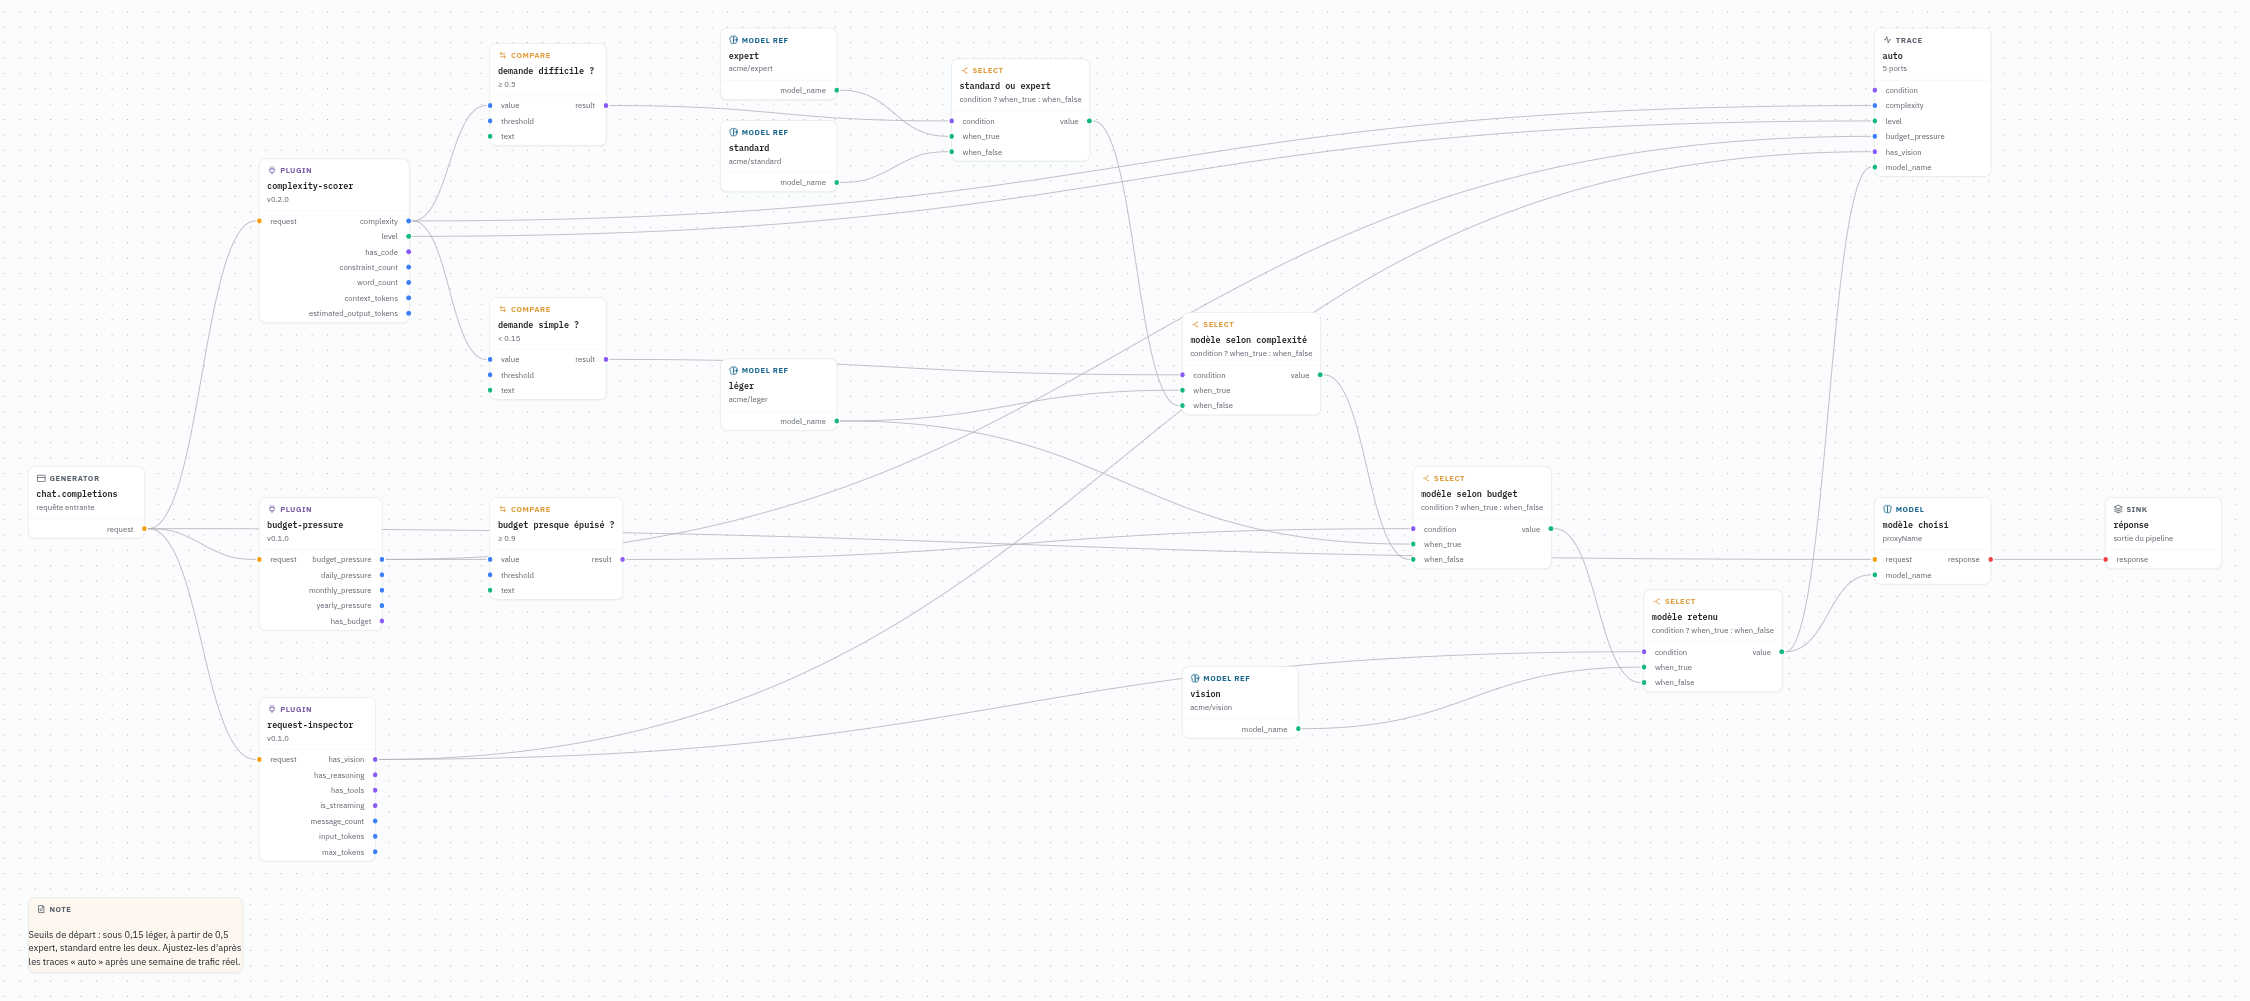 GENERATOR
chat.completions
requête entrante
request
PLUGIN
complexity-scorer
v0.2.0
request
complexity
level
has_code
constraint_count
word_count
context_tokens
estimated_output_tokens
PLUGIN
budget-pressure
v0.1.0
request
budget_pressure
daily_pressure
monthly_pressure
yearly_pressure
has_budget
PLUGIN
request-inspector
v0.1.0
request
has_vision
has_reasoning
has_tools
is_streaming
message_count
input_tokens
max_tokens
NOTE
Seuils de départ : sous 0,15 léger, à partir de 0,5
expert, standard entre les deux. Ajustez-les d'après
les traces « auto » après une semaine de trafic réel.
COMPARE
demande difficile ?
≥ 0.5
value
result
threshold
text
COMPARE
demande simple ?
< 0.15
value
result
threshold
text
COMPARE
budget presque épuisé ?
≥ 0.9
value
result
threshold
text
MODEL REF
expert
acme/expert
model_name
MODEL REF
standard
acme/standard
model_name
MODEL REF
léger
acme/leger
model_name
SELECT
standard ou expert
condition ? when_true : when_false
condition
value
when_true
when_false
SELECT
modèle selon complexité
condition ? when_true : when_false
condition
value
when_true
when_false
MODEL REF
vision
acme/vision
model_name
SELECT
modèle selon budget
condition ? when_true : when_false
condition
value
when_true
when_false
SELECT
modèle retenu
condition ? when_true : when_false
condition
value
when_true
when_false
TRACE
auto
5 ports
condition
complexity
level
budget_pressure
has_vision
model_name
MODEL
modèle choisi
proxyName
request
response
model_name
SINK
réponse
sortie du pipeline
response